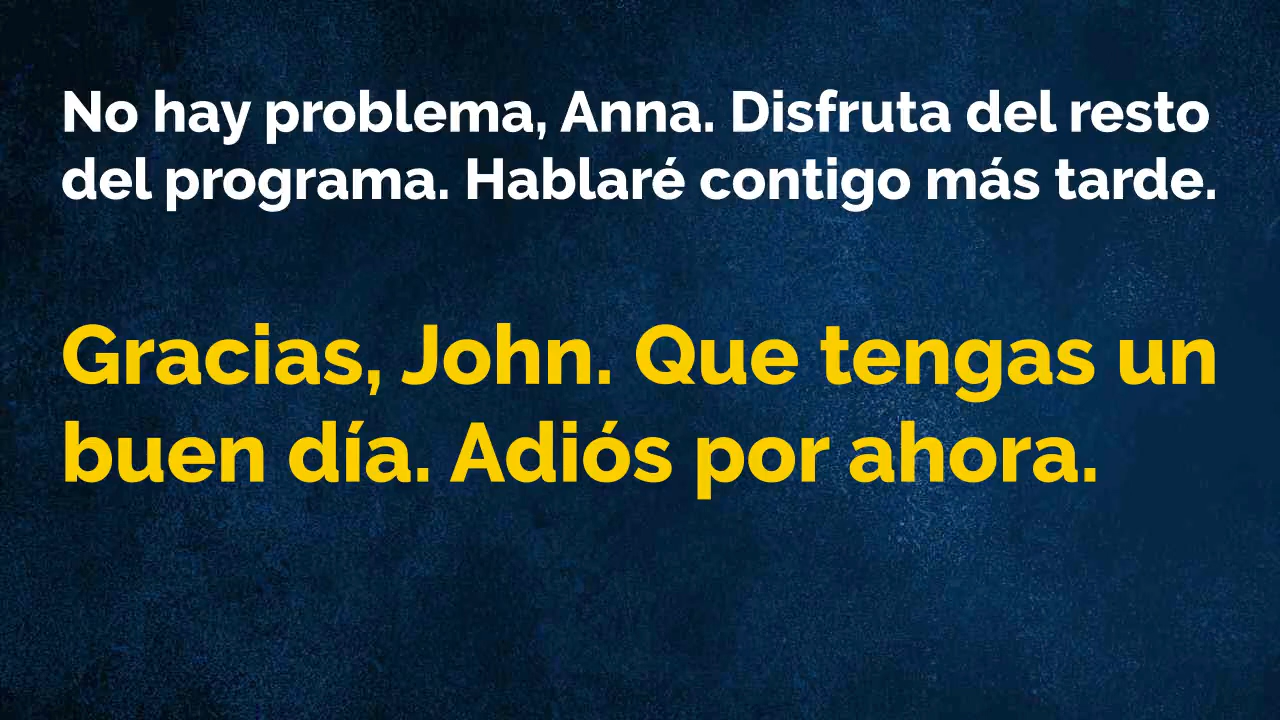 No hay problema, Anna. Disfruta del resto
del programa. Hablaré contigo más tarde.
Gracias, John. Que tengas un
buen día. Adiós por ahora.